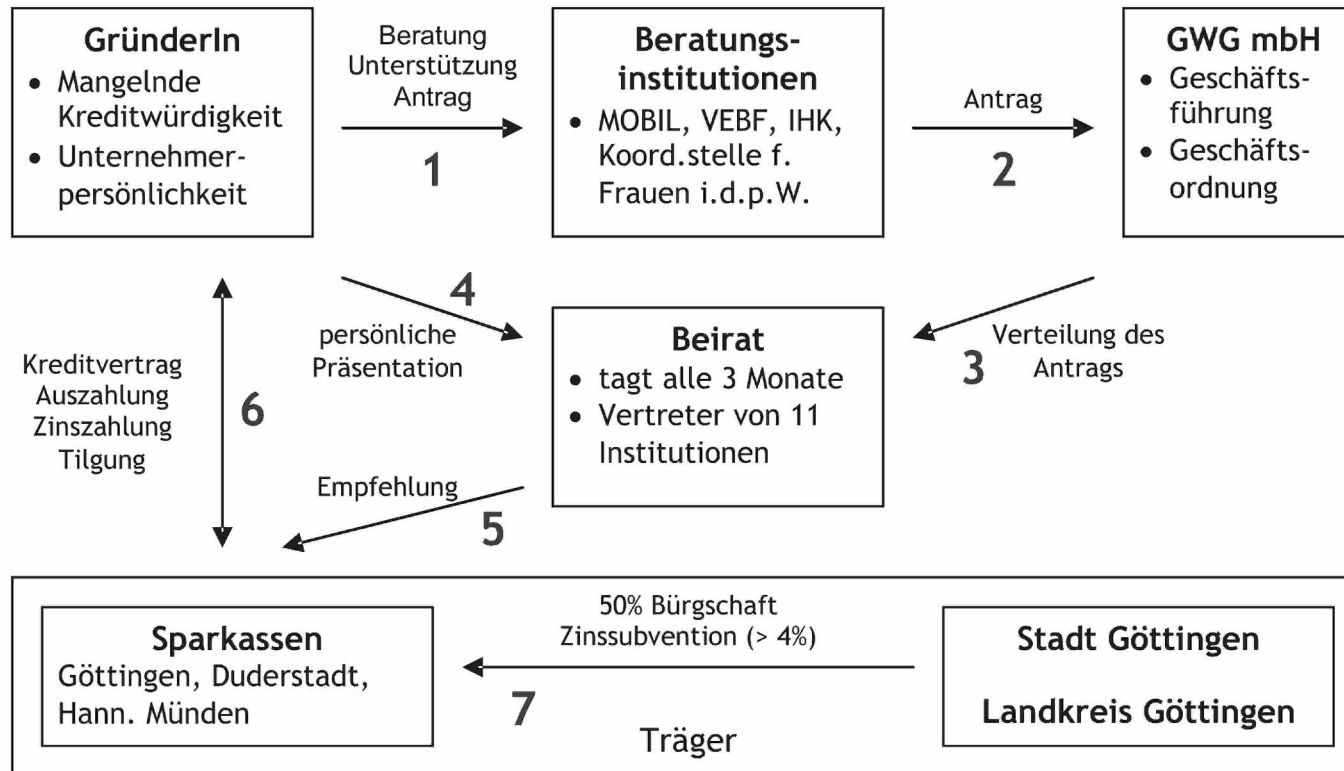 GründerIn
• Mangelnde
Kreditwürdigkeit
• Unternehmer-
persönlichkeit
Beratung
Unterstützung
Antrag
1
Beratungs-
institutionen
• MOBIL, VEBF, IHK,
Koord.stelle f.
Frauen i.d.p.W.
Antrag
2
GWG mbH
• Geschäfts-
führung
• Geschäfts-
ordnung
4
persönliche
Präsentation
Beirat
• tagt alle 3 Monate
• Vertreter von 11
Institutionen
3
Verteilung des
Antrags
Kreditvertrag
Auszahlung
Zinszahlung
Tilgung
6
Empfehlung
5
Sparkassen
Göttingen, Duderstadt,
Hann. Münden
50% Bürgschaft
Zinssubvention (> 4%)
7
Träger
Stadt Göttingen
Landkreis Göttingen